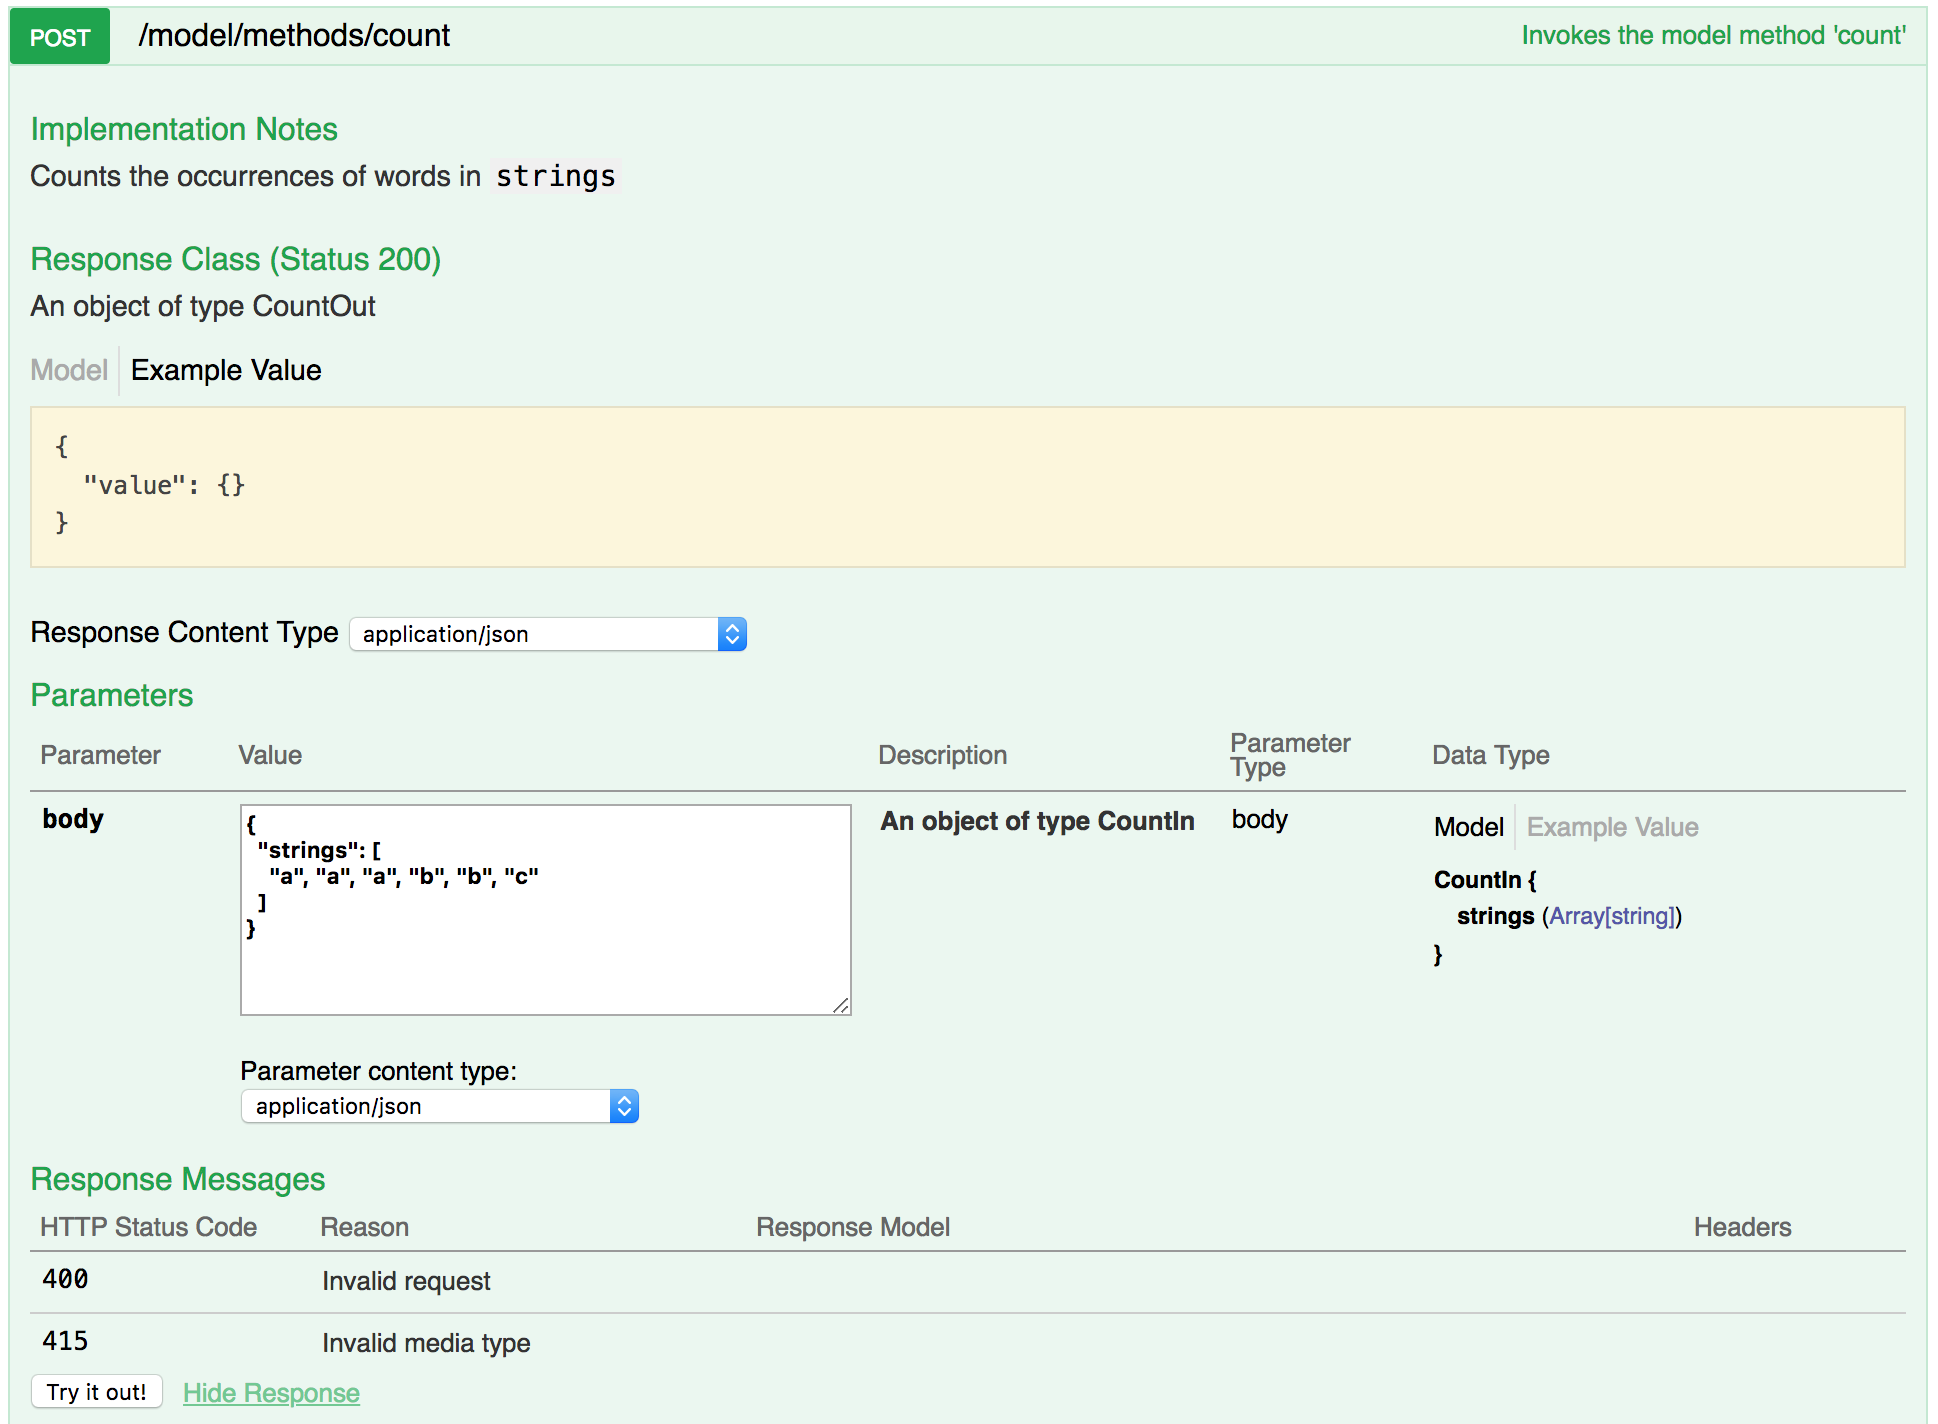 POST /model/methods/count Invokes the model method 'count'
Implementation Notes
Counts the occurrences of words in strings
Response Class (Status 200)
An object of type CountOut
Model Example Value
{
  "value": {}
}
Response Content Type application/json
Parameters
Parameter Value Description Parameter Type Data Type
body
{
  "strings": [
    "a", "a", "a", "b", "b", "c"
  ]
}
An object of type CountIn
body
Model Example Value
CountIn {
strings (Array[string])
}
Parameter content type:
application/json
Response Messages
HTTP Status Code Reason Response Model Headers
400 Invalid request
415 Invalid media type
Try it out! Hide Response